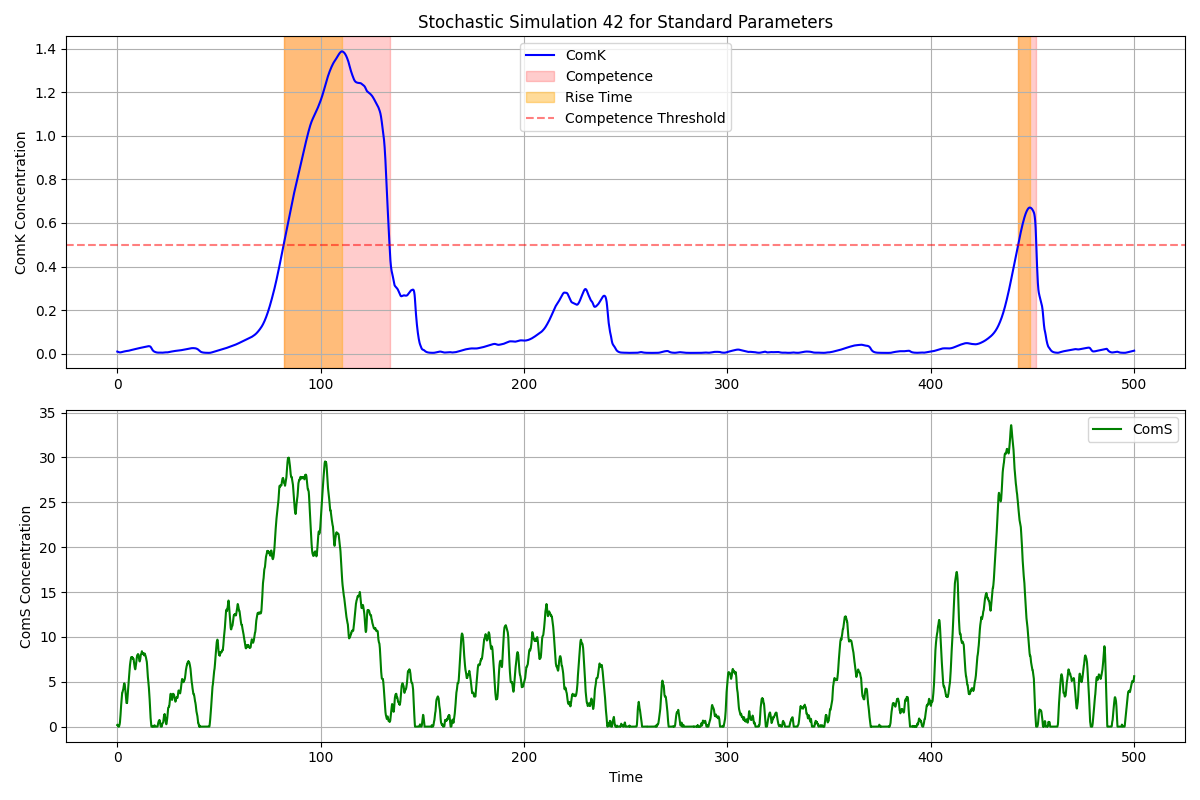 Stochastic Simulation 42 for Standard Parameters
ComK Concentration
1.4
1.2
1.0
0.8
0.6
0.4
0.2
0.0
ComK
Competence
Rise Time
Competence Threshold
0 100 200 300 400 500
ComS Concentration
35
30
25
20
15
10
5
0
ComS
0 100 200 300 400 500
Time